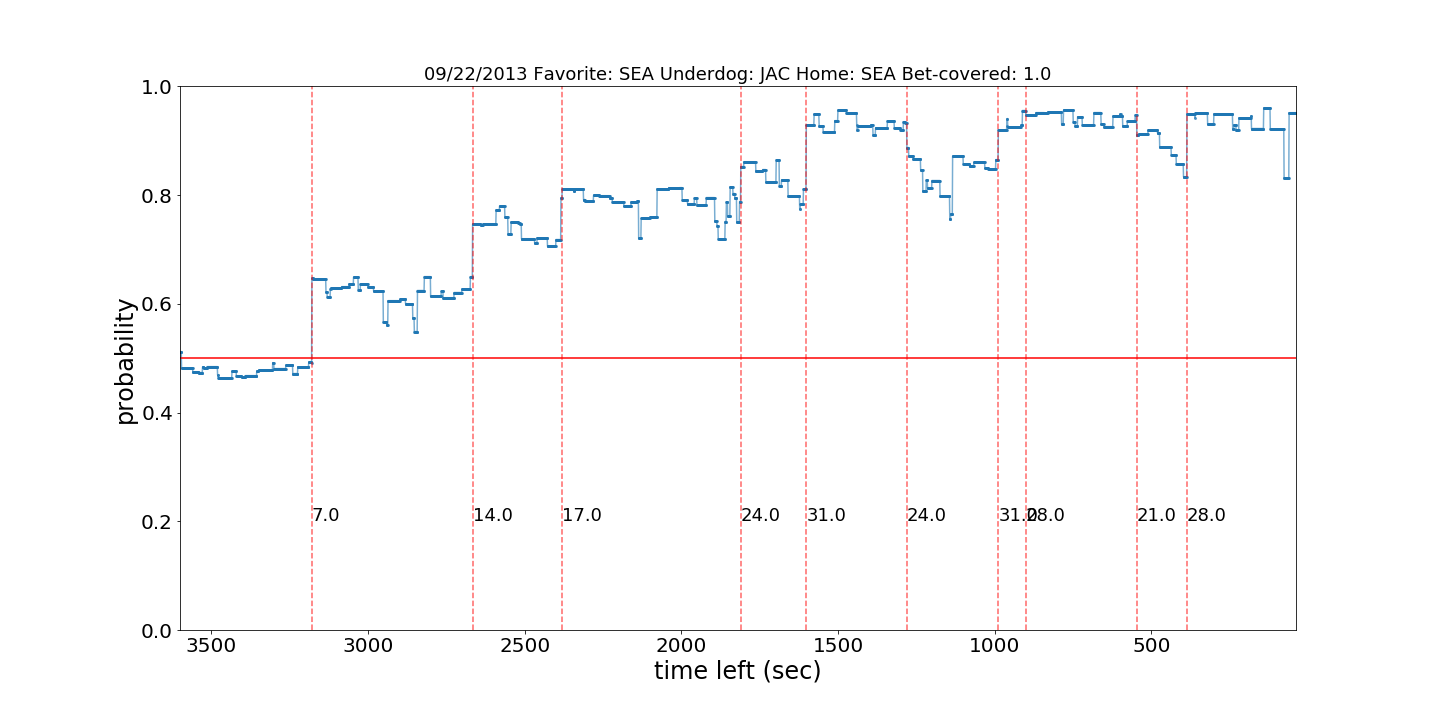 09/22/2013 Favorite: SEA Underdog: JAC Home: SEA Bet-covered: 1.0
probability
1.0
0.8
0.6
0.4
0.2
0.0
7.0 14.0 17.0 24.0 31.0 24.0 31.0 28.0 21.0 28.0
3500 3000 2500 2000 1500 1000 500
time left (sec)